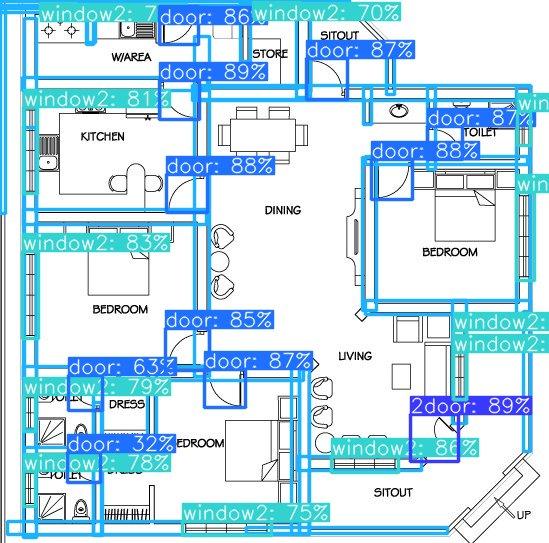 window2: 7
door: 86
window2: 70%
SITOUT
W/AREA
STORE
door: 87%
door: 89%
window2: 81%
win
door: 87%
TOILET
KITCHEN
door: 88%
door: 88%
win
DINING
window2: 83%
BEDROOM
BEDROOM
door: 85%
window2:
window2:
LIVING
door: 63%
door: 87%
window2: 79%
DRESS
2door: 89%
door: 32%
EDROOM
window2: 86%
window2: 78%
SITOUT
window2: 75%
UP